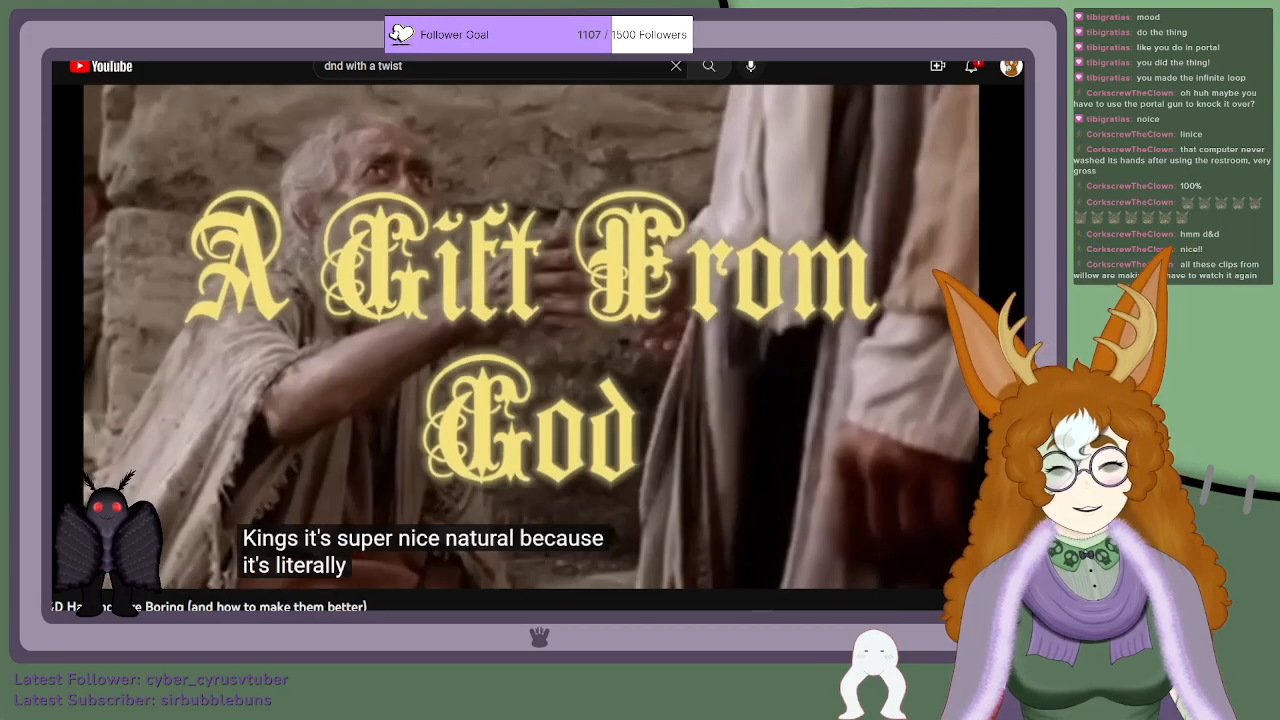 Follower Goal 1107 / 1500 Followers
YouTube
dnd with a twist
A Gift From
God
Kings it's super nice natural because
it's literally
re Boring (and how to make them better)
Latest Follower: cyber_cyrusvtuber
Latest Subscriber: sirbubblebuns
tibigratias: mood
tibigratias: do the thing
tibigratias: like you do in portal
tibigratias: you did the thing!
tibigratias: you made the infinite loop
CorkscrewTheClown: oh huh maybe you
have to use the portal gun to knock it over?
tibigratias: noice
CorkscrewTheClown: linice
CorkscrewTheClown: that computer never
washed its hands after using the restroom, very
gross
CorkscrewTheClown: 100%
CorkscrewTheClown:
CorkscrewTheClown: hmm d&d
CorkscrewTheC nice!!
CorkscrewTheClown: all these clips from
willow are mak have to watch it again